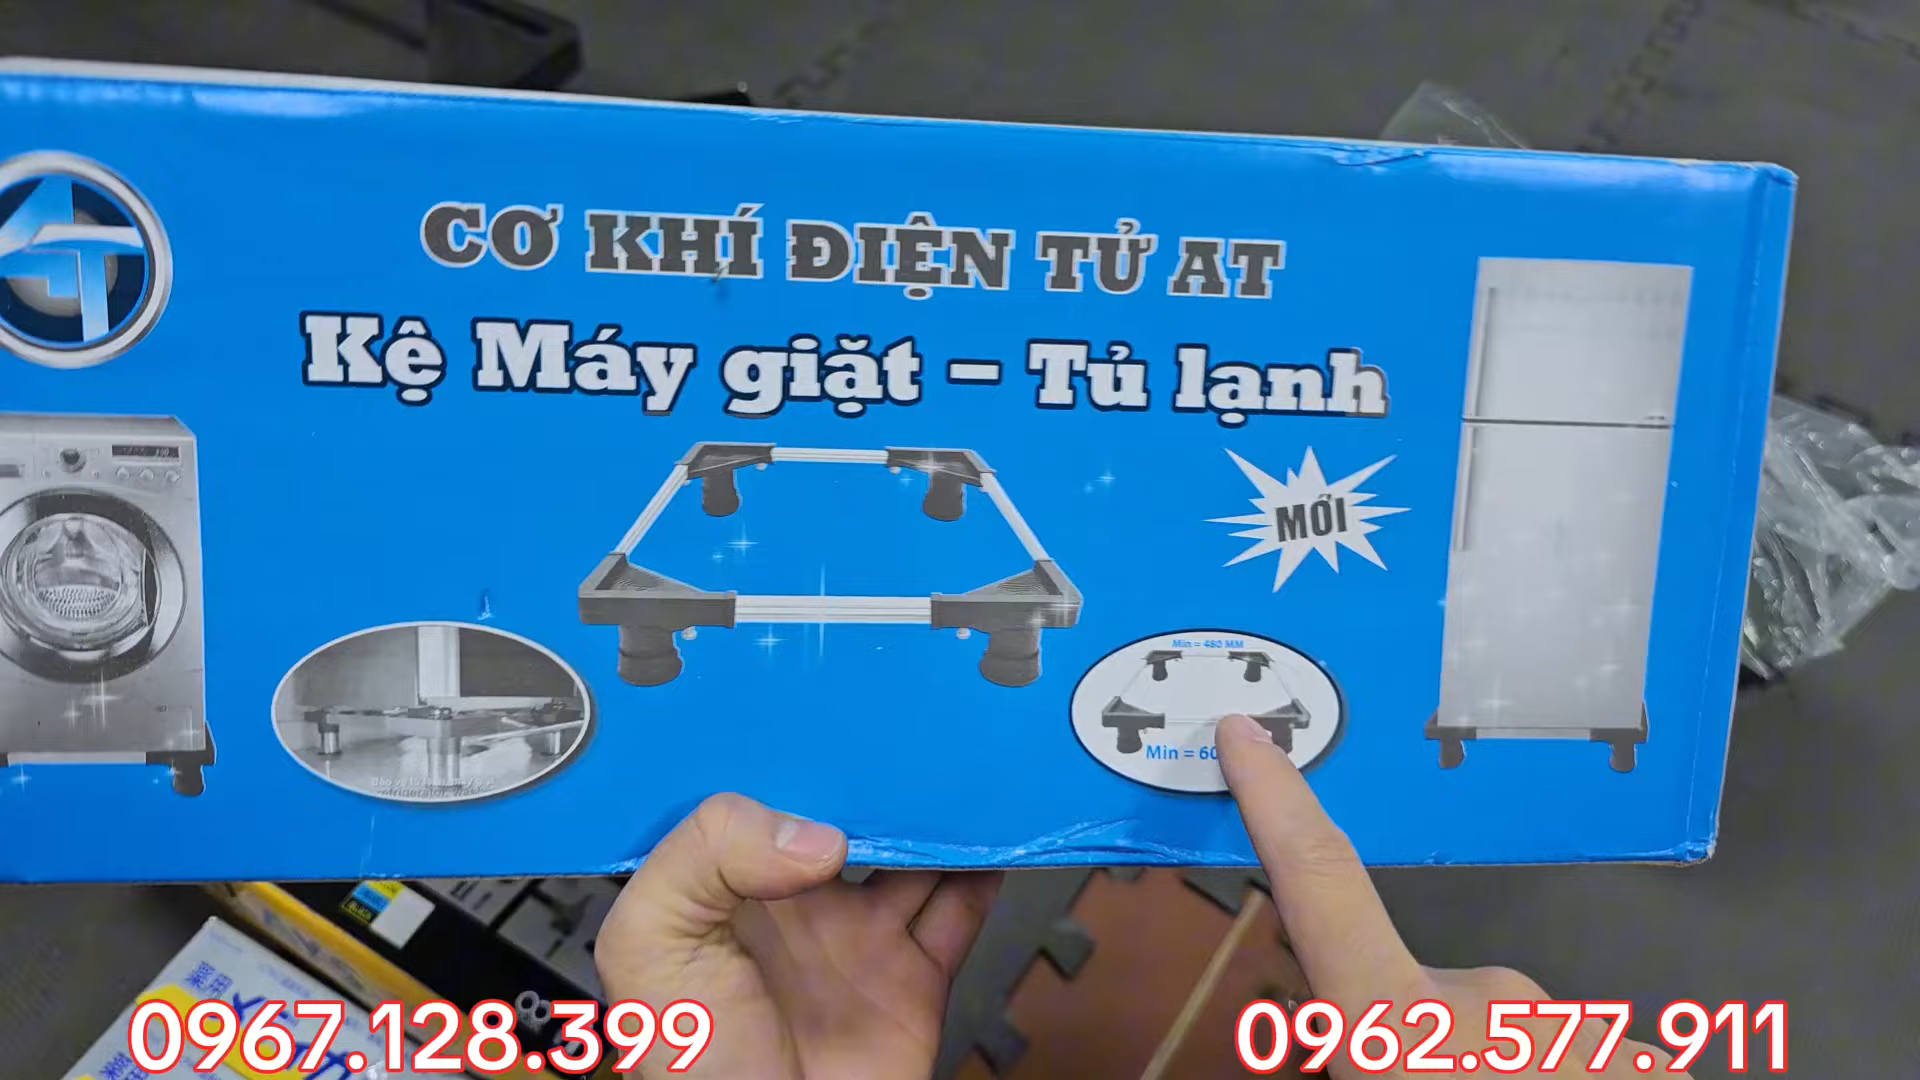 AT
CƠ KHÍ ĐIỆN TỬ AT
Kệ Máy giặt - Tủ lạnh
MỚI
Min = 480 MM
Min = 60
0967.128.399
0962.577.911